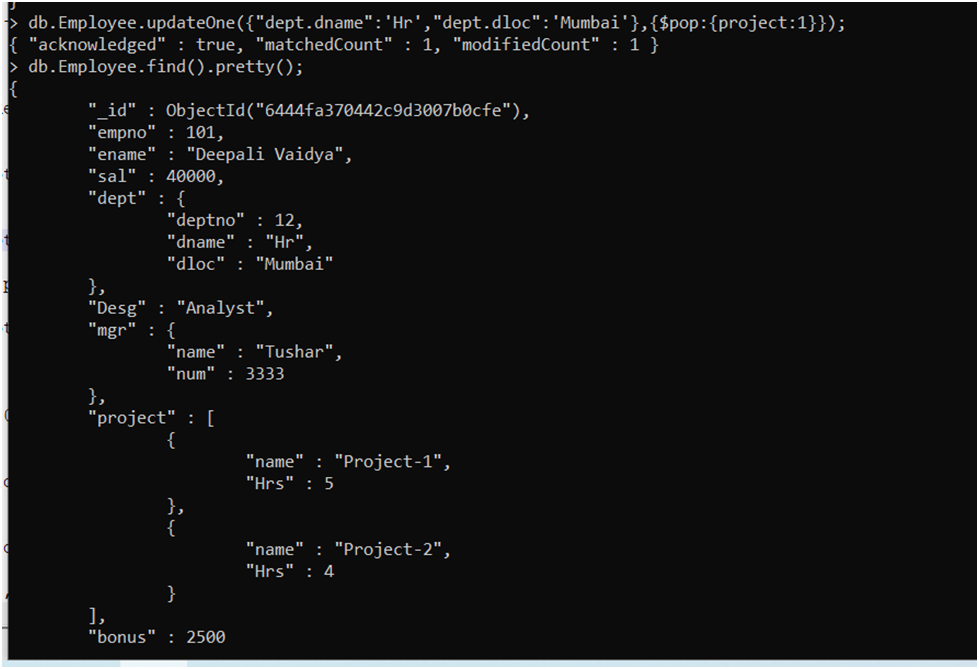 > db.Employee.updateOne({"dept.dname":'Hr',"dept.dloc":'Mumbai'},{$pop:{project:1}});
{ "acknowledged" : true, "matchedCount" : 1, "modifiedCount" : 1 }
> db.Employee.find().pretty();
{
        "_id" : ObjectId("6444fa370442c9d3007b0cfe"),
        "empno" : 101,
        "ename" : "Deepali Vaidya",
        "sal" : 40000,
        "dept" : {
                "deptno" : 12,
                "dname" : "Hr",
                "dloc" : "Mumbai"
        },
        "Desg" : "Analyst",
        "mgr" : {
                "name" : "Tushar",
                "num" : 3333
        },
        "project" : [
                {
                        "name" : "Project-1",
                        "Hrs" : 5
                },
                {
                        "name" : "Project-2",
                        "Hrs" : 4
                }
        ],
        "bonus" : 2500